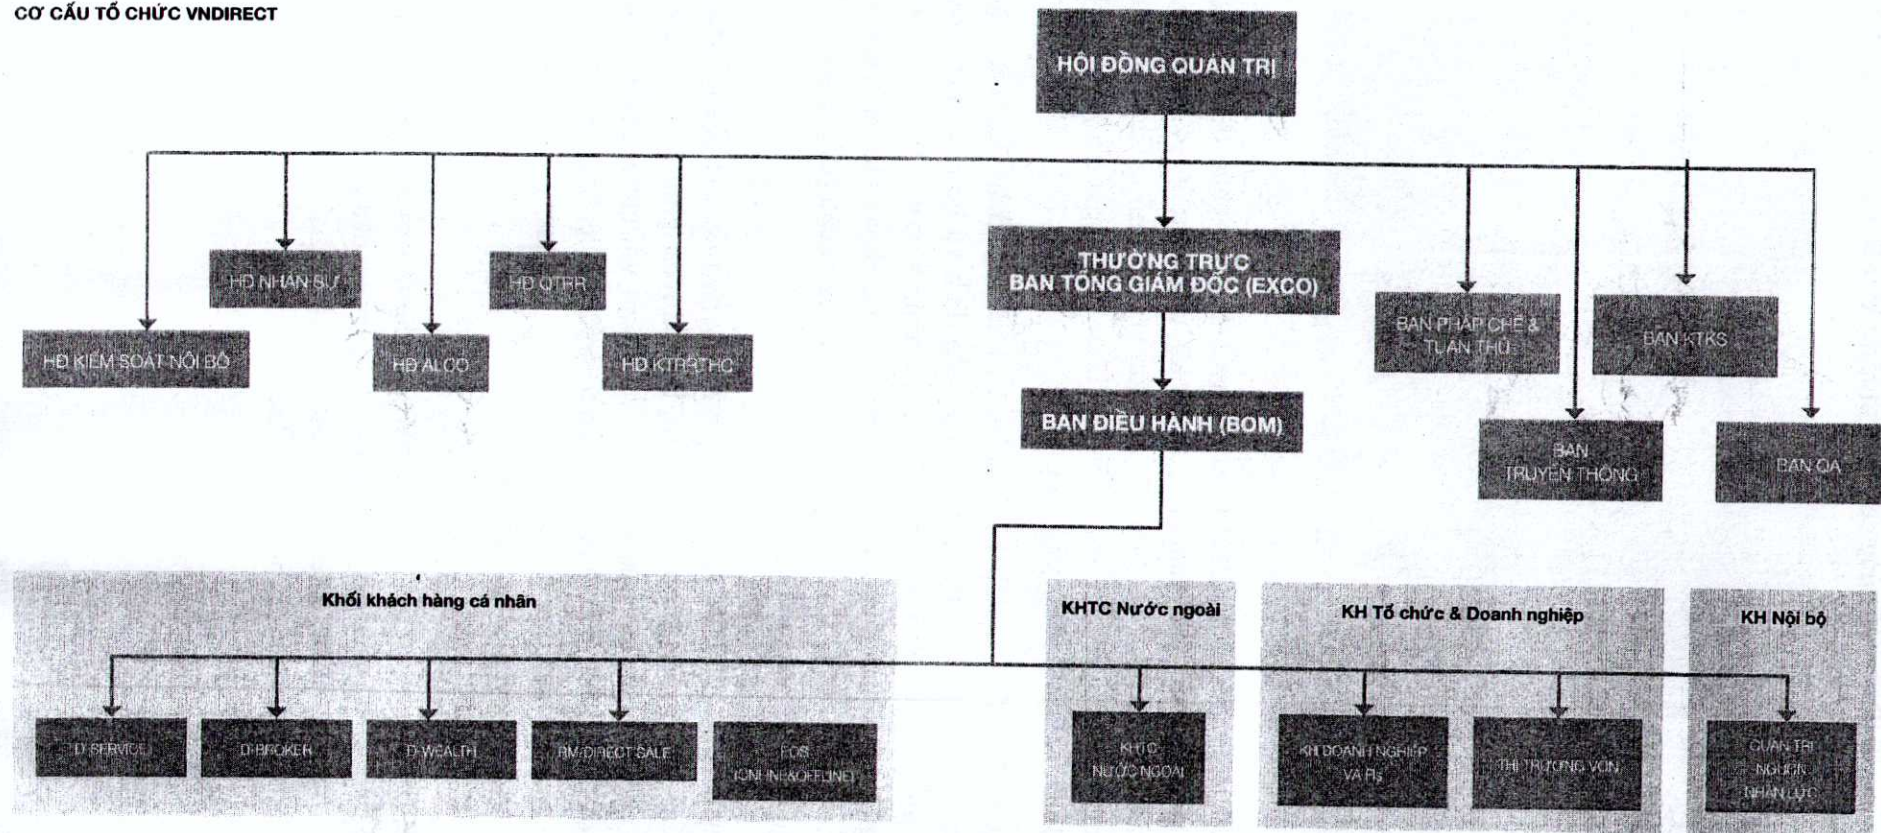 CƠ CẤU TỔ CHỨC VNDIRECT
HỘI ĐỒNG QUẢN TRỊ
HĐ NHÂN SỰ
HĐ QTRR
THƯỜNG TRỰC
BAN TỔNG GIÁM ĐỐC (EXCO)
HĐ KIỂM SOÁT NỘI BỘ
HĐ ALCO
HĐ KTRRTHC
BAN PHÁP CHẾ &
TUÂN THỦ
BAN KTKS
BAN ĐIỀU HÀNH (BOM)
BAN
TRUYỀN THÔNG
BAN QA
Khối khách hàng cá nhân
KHTC Nước ngoài
KH Tổ chức & Doanh nghiệp
KH Nội bộ
D-SERVICE
D-BROKER
D-WEALTH
RM/DIRECT SALE
(ONLINE&OFFLINE)
KHTC
NƯỚC NGOÀI
KH DOANH NGHIỆP
VÀ FIs
THỊ TRƯỜNG VỐN
QUẢN TRỊ
NGUỒN
NHÂN LỰC